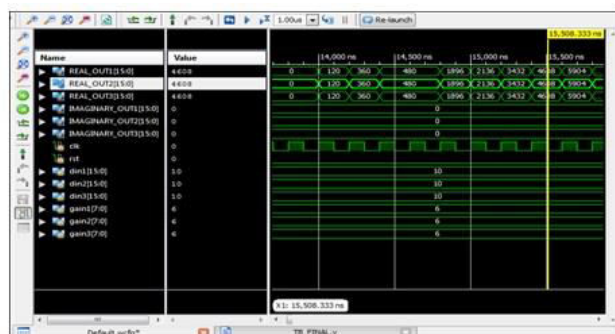 1.00us
Re-launch
15,508.333 ns
Name Value
14,000 ns 14,500 ns 15,000 ns 15,500 ns
REAL_OUT1[15:0] 4608 0 120 360 480 1896 2136 3432 4608 5904
REAL_OUT2[15:0] 4608 0 120 360 480 1896 2136 3432 4608 5904
REAL_OUT3[15:0] 4608 0 120 360 480 1896 2136 3432 4608 5904
IMAGINARY_OUT1[15:0] 0 0
IMAGINARY_OUT2[15:0] 0 0
IMAGINARY_OUT3[15:0] 0 0
clk 0
rst 0
din1[15:0] 10 10
din2[15:0] 10 10
din3[15:0] 10 10
gain1[7:0] 6 6
gain2[7:0] 6 6
gain3[7:0] 6 6
X1: 15,508.333 ns
Default.wcfg*
TB_FINAL.v